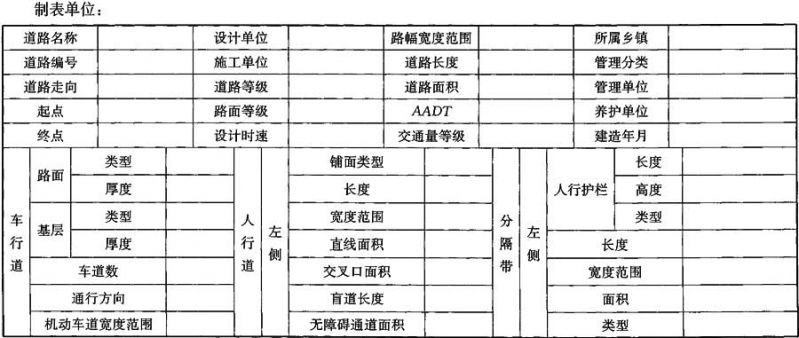 制表单位：
道路名称 设计单位 路幅宽度范围 所属乡镇
道路编号 施工单位 道路长度 管理分类
道路走向 道路等级 道路面积 管理单位
起点 路面等级 AADT 养护单位
终点 设计时速 交通量等级 建造年月
车行道 路面 类型 人行道 左侧 铺面类型 分隔带 左侧 人行护栏 长度
厚度 长度 高度
基层 类型 宽度范围 类型
厚度 直线面积 长度
车道数 交叉口面积 宽度范围
通行方向 盲道长度 面积
机动车道宽度范围 无障碍通道面积 类型